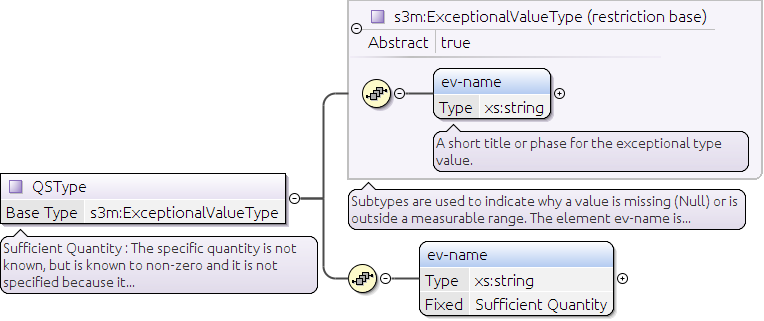 s3m:ExceptionalValueType (restriction base)
Abstract true
ev-name
Type xs:string
A short title or phase for the exceptional type
value.
QSType
Base Type s3m:ExceptionalValueType
Sufficient Quantity : The specific quantity is not
known, but is known to non-zero and it is not
specified because it...
Subtypes are used to indicate why a value is missing (Null) or is
outside a measurable range. The element ev-name is...
ev-name
Type xs:string
Fixed Sufficient Quantity